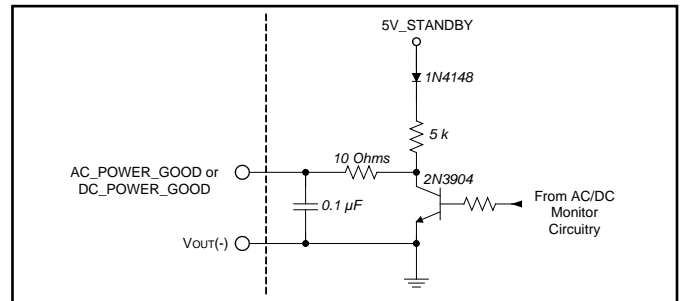 5V_STANDBY
1N4148
5 k
10 Ohms
AC_POWER_GOOD or
DC_POWER_GOOD
2N3904
From AC/DC
Monitor
Circuitry
0.1 µF
VOUT(-)